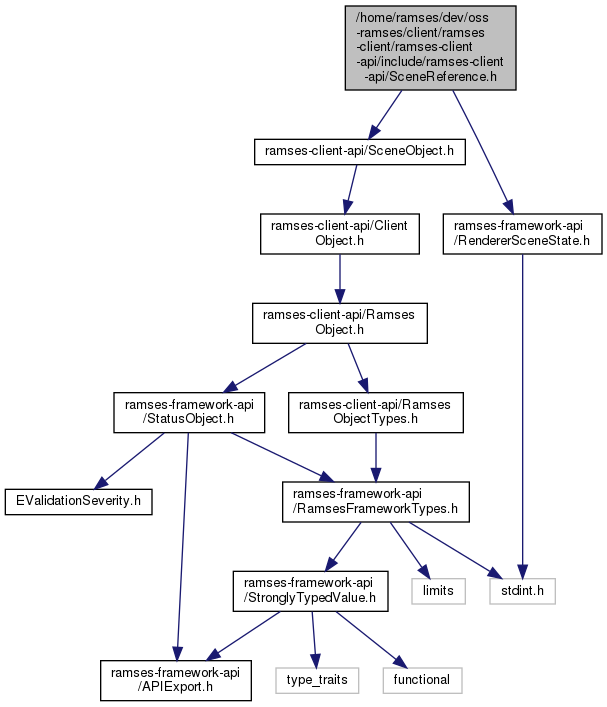 /home/ramses/dev/oss
-ramses/client/ramses
-client/ramses-client
-api/include/ramses-client
-api/SceneReference.h
ramses-client-api/SceneObject.h
ramses-client-api/Client
Object.h
ramses-framework-api
/RendererSceneState.h
ramses-client-api/Ramses
Object.h
ramses-framework-api
/StatusObject.h
ramses-client-api/Ramses
ObjectTypes.h
EValidationSeverity.h
ramses-framework-api
/RamsesFrameworkTypes.h
ramses-framework-api
/StronglyTypedValue.h
limits
stdint.h
ramses-framework-api
/APIExport.h
type_traits
functional